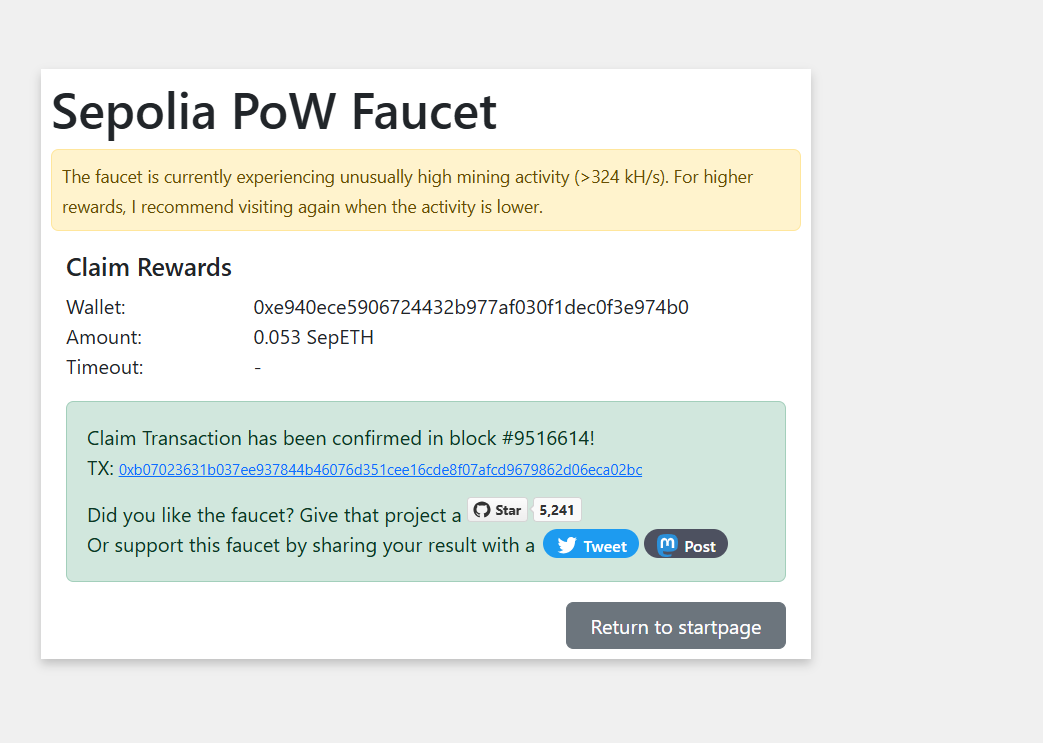 Sepolia PoW Faucet
The faucet is currently experiencing unusually high mining activity (>324 kH/s). For higher
rewards, I recommend visiting again when the activity is lower.
Claim Rewards
Wallet: 0xe940ece5906724432b977af030f1dec0f3e974b0
Amount: 0.053 SepETH
Timeout: -
Claim Transaction has been confirmed in block #9516614!
TX: 0xb07023631b037ee937844b46076d351cee16cde8f07afcd9679862d06eca02bc
Did you like the faucet? Give that project a Star 5,241
Or support this faucet by sharing your result with a Tweet Post
Return to startpage